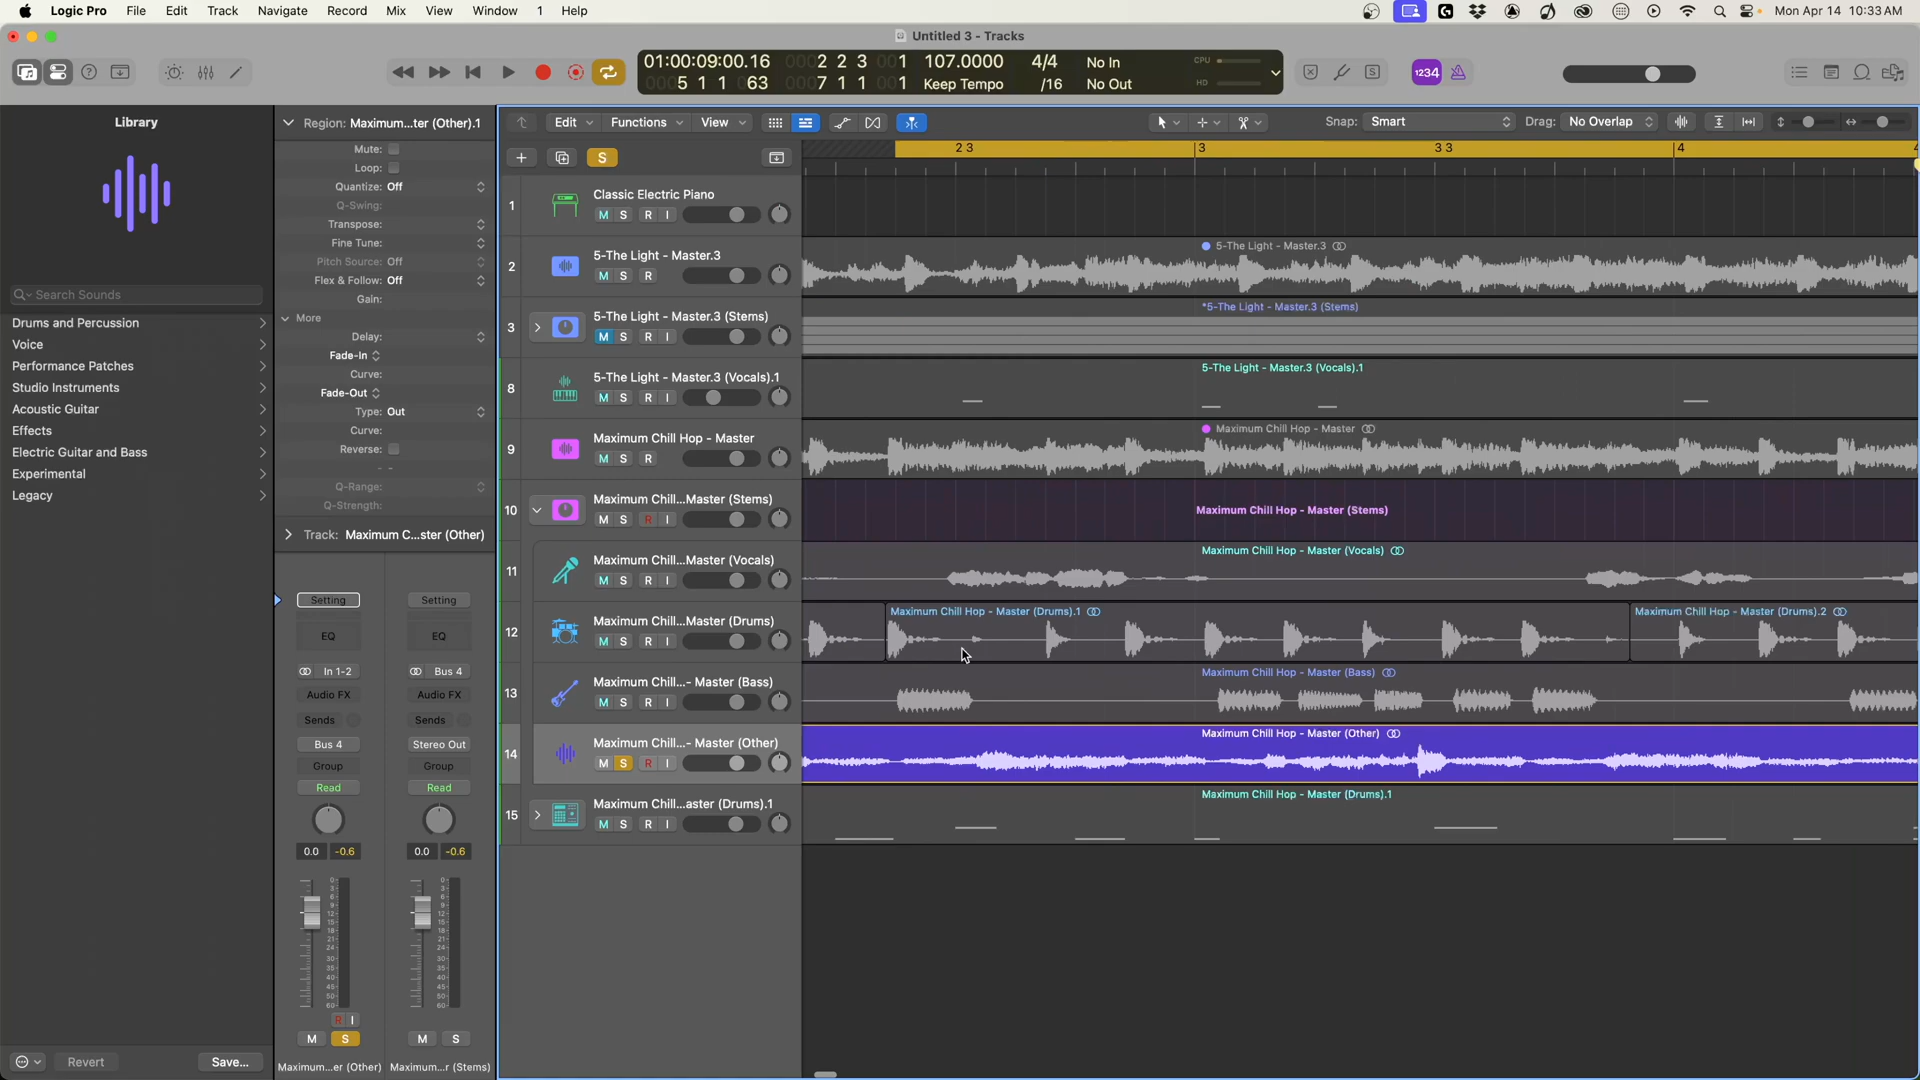 Logic Pro File Edit Track Navigate Record Mix View Window 1 Help
Mon Apr 14 10:33 AM
Untitled 3 - Tracks
01:00:09:00.16 0002 2 3 001 107.0000 4/4 No In CPU
0005 1 1 063 0007 1 1 001 Keep Tempo /16 No Out HD
1234
Library
Search Sounds
Drums and Percussion
Voice
Performance Patches
Studio Instruments
Acoustic Guitar
Effects
Electric Guitar and Bass
Experimental
Legacy
Revert Save...
Region: Maximum...ter (Other).1
Mute:
Loop:
Quantize: Off
Q-Swing:
Transpose:
Fine Tune:
Pitch Source: Off
Flex & Follow: Off
Gain:
More
Delay:
Fade-In
Curve:
Fade-Out
Type: Out
Curve:
Reverse:
Q-Range:
Q-Strength:
Track: Maximum C...ster (Other)
Setting Setting
EQ EQ
In 1-2 Bus 4
Audio FX Audio FX
Sends Sends
Bus 4 Stereo Out
Group Group
Read Read
0.0 -0.6 0.0 -0.6
R I
M S M S
Maximum...er (Other) Maximum...r (Stems)
Edit Functions View Snap: Smart Drag: No Overlap
S
2 3 3 3 3 4
1 Classic Electric Piano
M S R I
2 5-The Light - Master.3
M S R
5-The Light - Master.3
3 5-The Light - Master.3 (Stems)
M S R I
*5-The Light - Master.3 (Stems)
8 5-The Light - Master.3 (Vocals).1
M S R I
5-The Light - Master.3 (Vocals).1
9 Maximum Chill Hop - Master
M S R
Maximum Chill Hop - Master
10 Maximum Chill...Master (Stems)
M S R I
Maximum Chill Hop - Master (Stems)
11 Maximum Chill...Master (Vocals)
M S R I
Maximum Chill Hop - Master (Vocals)
12 Maximum Chill...Master (Drums)
M S R I
Maximum Chill Hop - Master (Drums).1 Maximum Chill Hop - Master (Drums).2
13 Maximum Chill...- Master (Bass)
M S R I
Maximum Chill Hop - Master (Bass)
14 Maximum Chill...- Master (Other)
M S R I
Maximum Chill Hop - Master (Other)
15 Maximum Chill...aster (Drums).1
M S R I
Maximum Chill Hop - Master (Drums).1